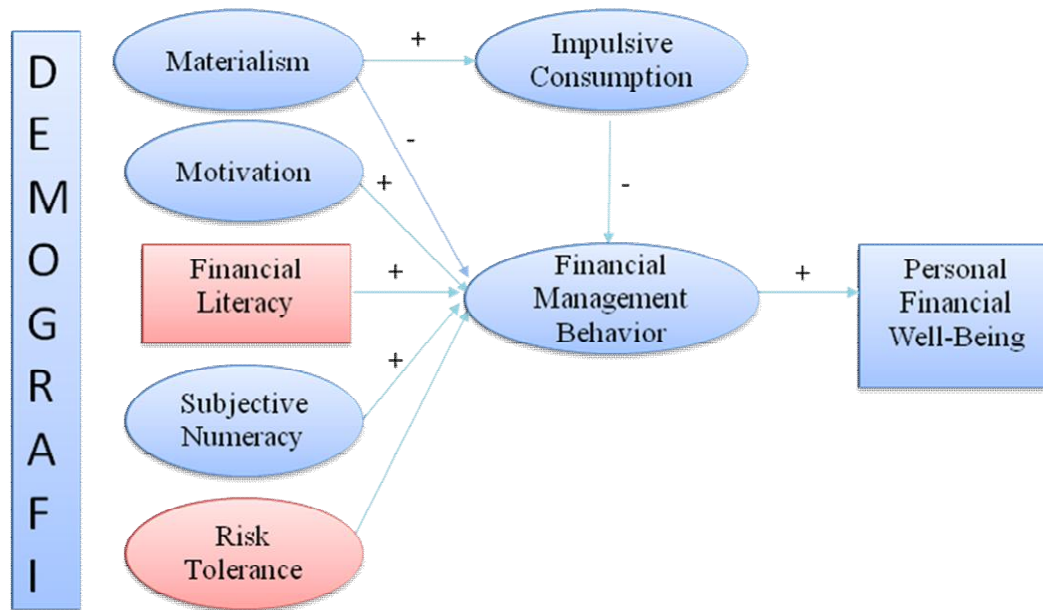 D
E
M
O
G
R
A
F
I
Materialism
+
Impulsive
Consumption
-
Motivation
+
-
Financial
Literacy
+
Financial
Management
Behavior
+
Personal
Financial
Well-Being
+
Subjective
Numeracy
Risk
Tolerance